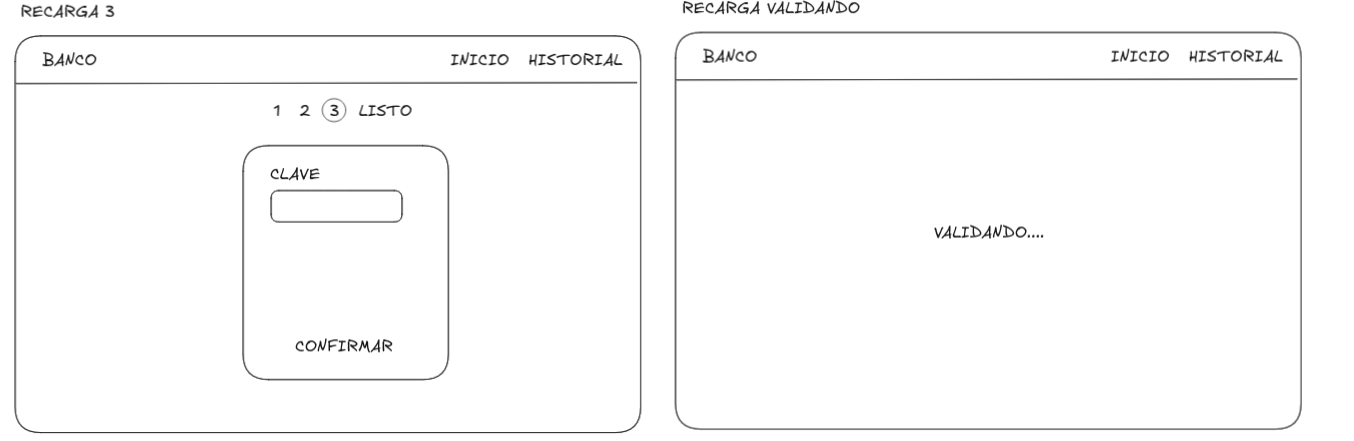 RECARGA 3
BANCO INICIO HISTORIAL
1 2 3 LISTO
CLAVE
CONFIRMAR
RECARGA VALIDANDO
BANCO INICIO HISTORIAL
VALIDANDO....